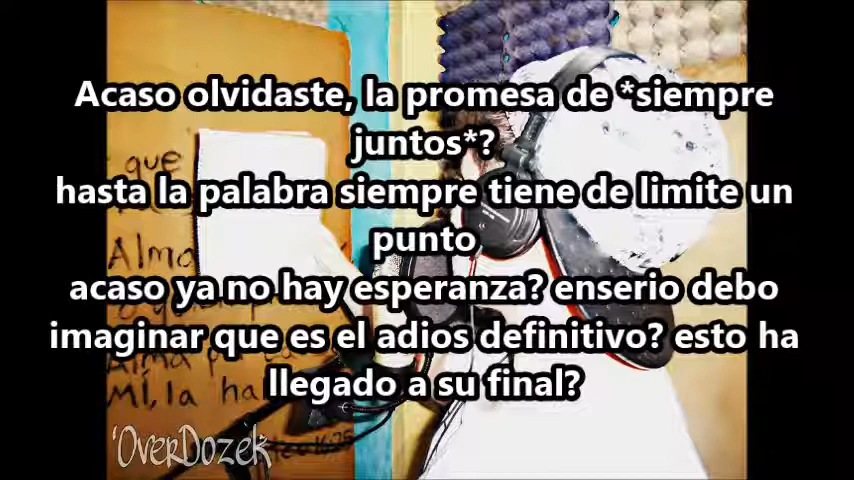 Acaso olvidaste, la promesa de *siempre
juntos*?
hasta la palabra siempre tiene de limite un
punto
acaso ya no hay esperanza? enserio debo
imaginar que es el adios definitivo? esto ha
llegado a su final?
que
Alma
Alma
MÍ, la ha
'OverDozek